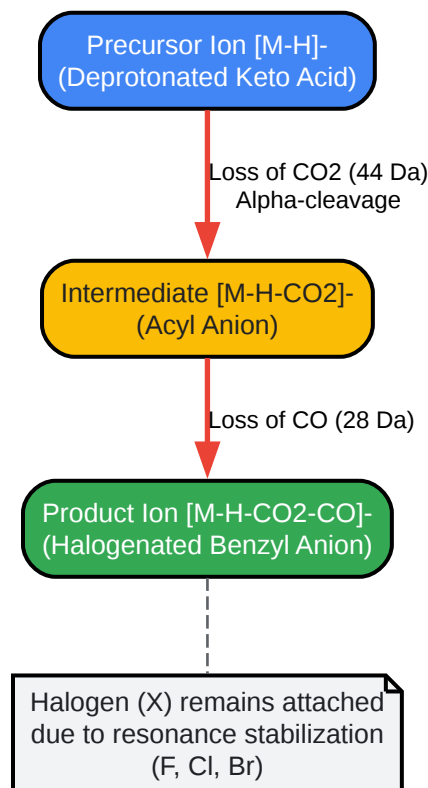 Precursor Ion [M-H]-
(Deprotonated Keto Acid)
Loss of CO2 (44 Da)
Alpha-cleavage
Intermediate [M-H-CO2]-
(Acyl Anion)
Loss of CO (28 Da)
Product Ion [M-H-CO2-CO]-
(Halogenated Benzyl Anion)
Halogen (X) remains attached
due to resonance stabilization
(F, Cl, Br)